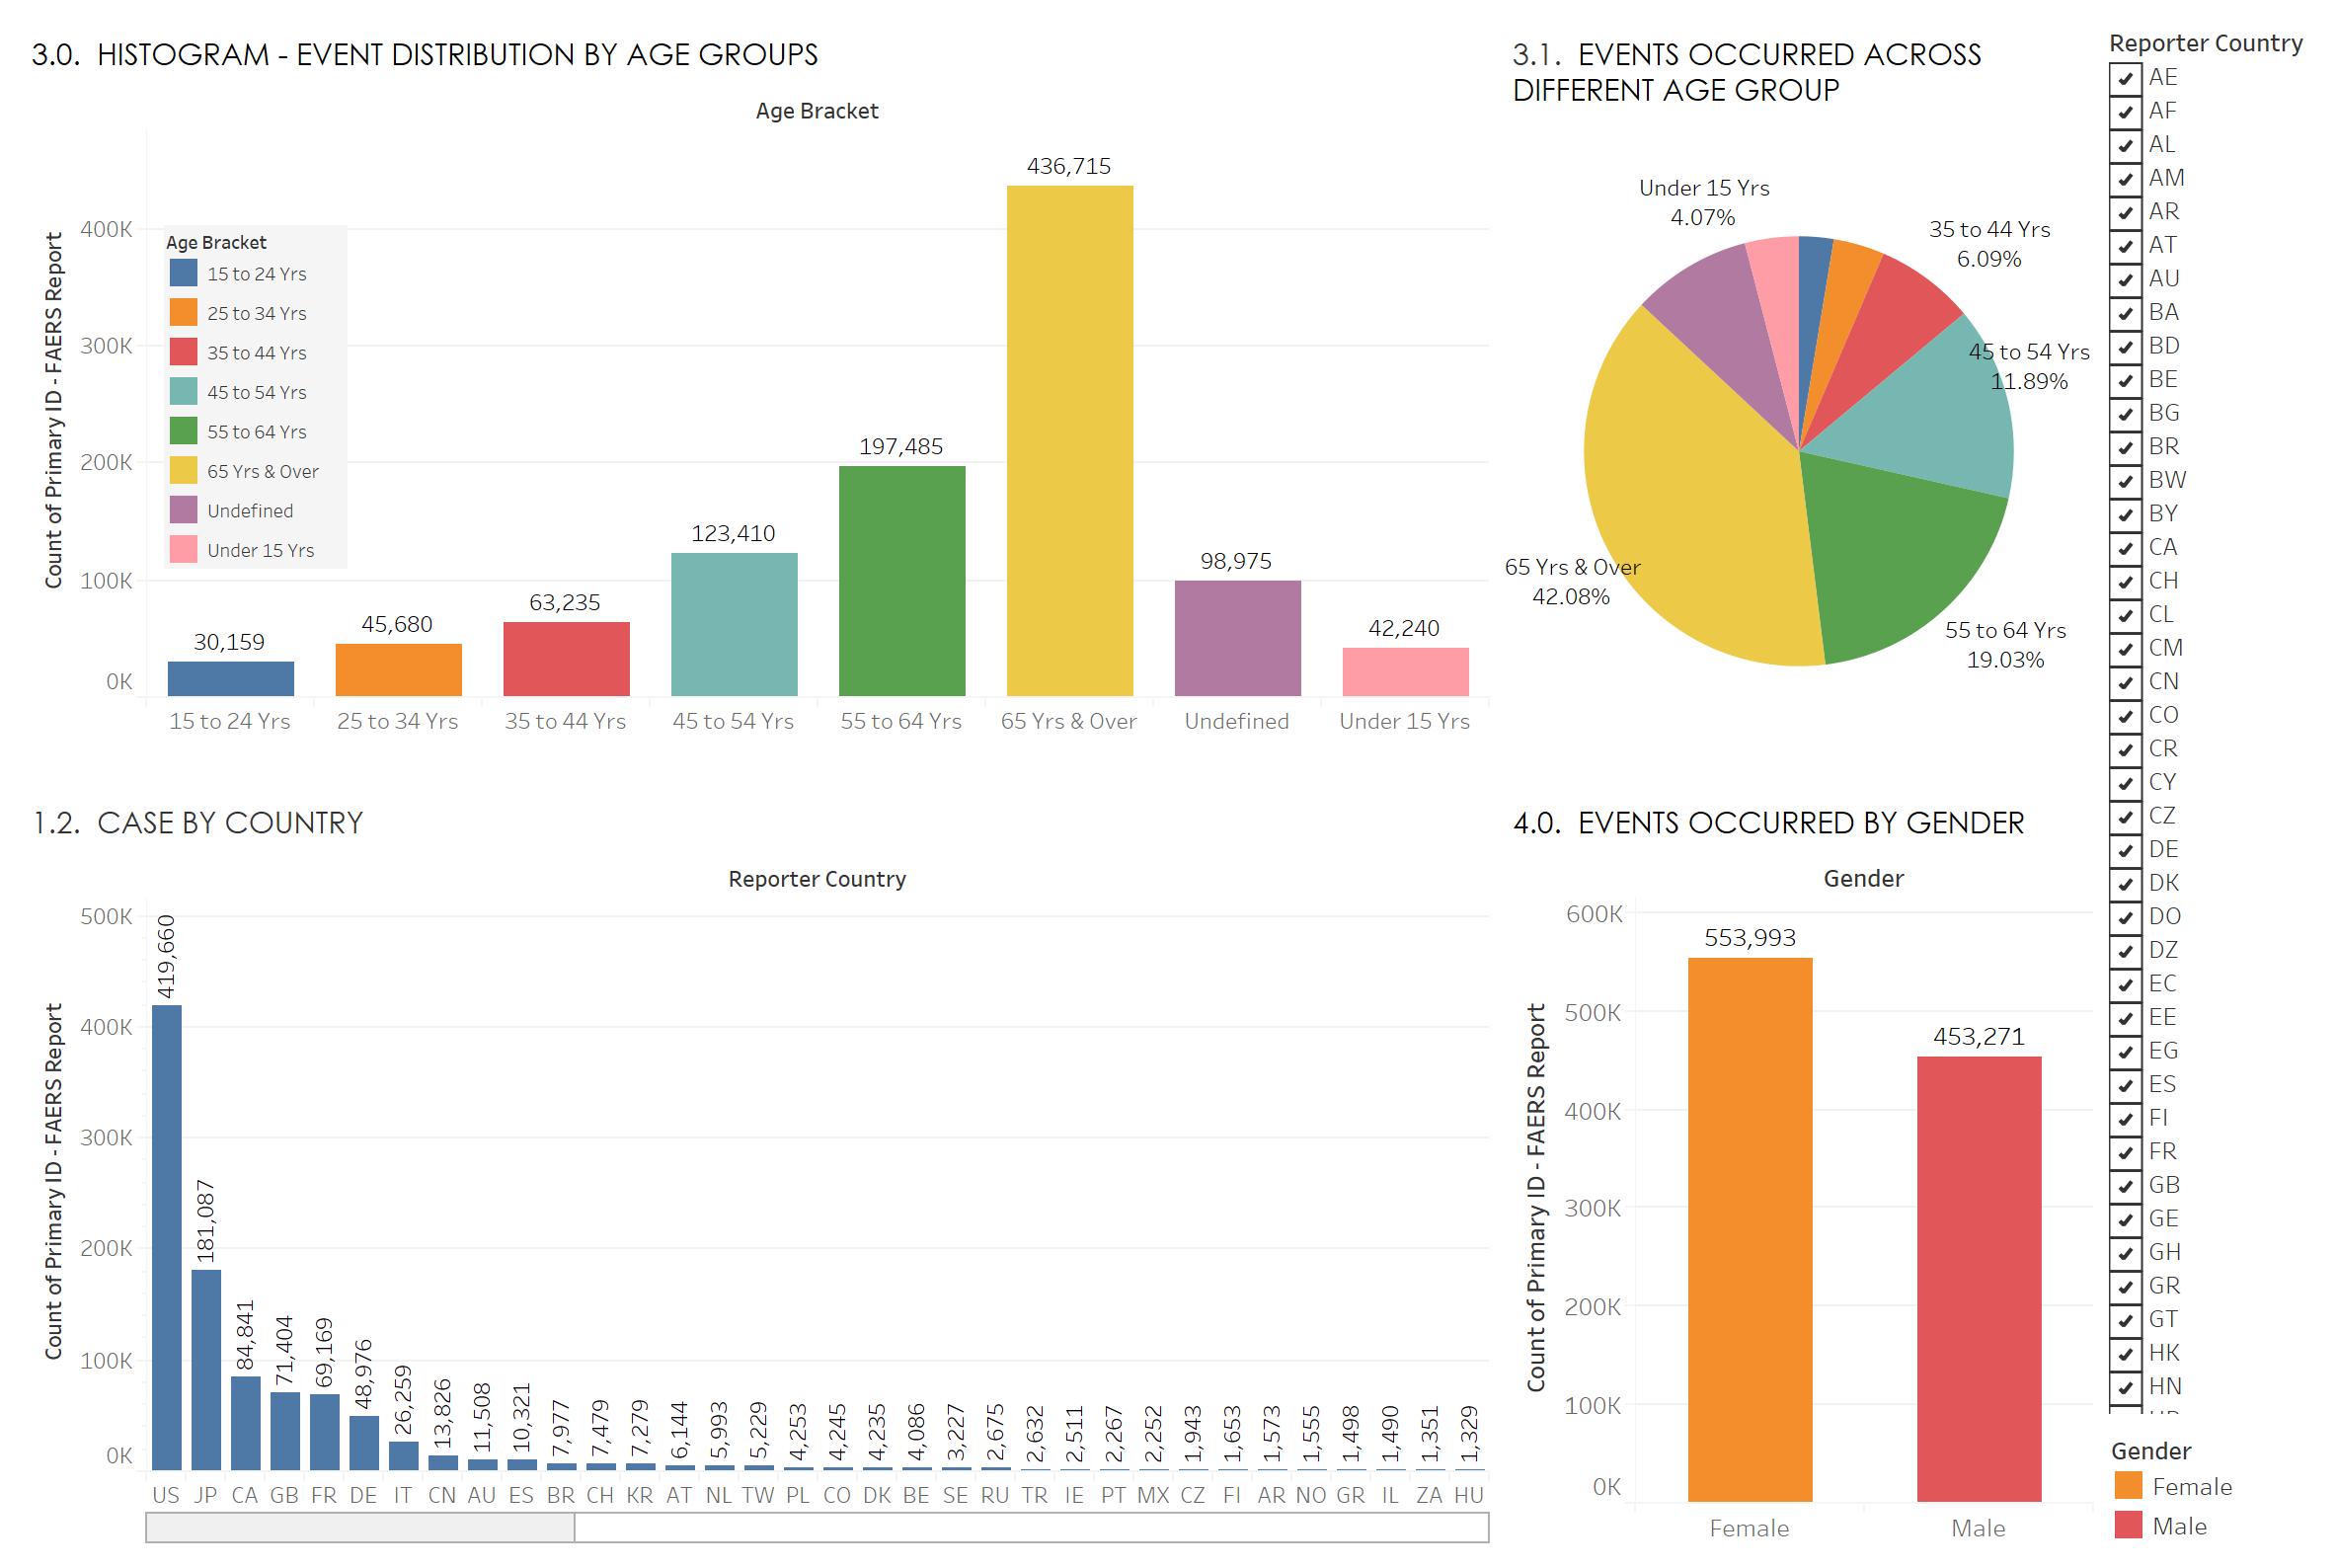 3.0. HISTOGRAM - EVENT DISTRIBUTION BY AGE GROUPS
Age Bracket
Count of Primary ID - FAERS Report
400K
300K
200K
100K
0K
Age Bracket
15 to 24 Yrs
25 to 34 Yrs
35 to 44 Yrs
45 to 54 Yrs
55 to 64 Yrs
65 Yrs & Over
Undefined
Under 15 Yrs
30,159
45,680
63,235
123,410
197,485
436,715
98,975
42,240
15 to 24 Yrs
25 to 34 Yrs
35 to 44 Yrs
45 to 54 Yrs
55 to 64 Yrs
65 Yrs & Over
Undefined
Under 15 Yrs
3.1. EVENTS OCCURRED ACROSS
DIFFERENT AGE GROUP
Under 15 Yrs
4.07%
35 to 44 Yrs
6.09%
45 to 54 Yrs
11.89%
65 Yrs & Over
42.08%
55 to 64 Yrs
19.03%
1.2. CASE BY COUNTRY
Reporter Country
Count of Primary ID - FAERS Report
500K
400K
300K
200K
100K
0K
419,660
181,087
84,841
71,404
69,169
48,976
26,259
13,826
11,508
10,321
7,977
7,479
7,279
6,144
5,993
5,229
4,253
4,245
4,235
4,086
3,227
2,675
2,632
2,511
2,267
2,252
1,943
1,653
1,573
1,555
1,498
1,490
1,351
1,329
US JP CA GB FR DE IT CN AU ES BR CH KR AT NL TW PL CO DK BE SE RU TR IE PT MX CZ FI AR NO GR IL ZA HU
4.0. EVENTS OCCURRED BY GENDER
Gender
Count of Primary ID - FAERS Report
600K
500K
400K
300K
200K
100K
0K
553,993
453,271
Female
Male
Reporter Country
AE
AF
AL
AM
AR
AT
AU
BA
BD
BE
BG
BR
BW
BY
CA
CH
CL
CM
CN
CO
CR
CY
CZ
DE
DK
DO
DZ
EC
EE
EG
ES
FI
FR
GB
GE
GH
GR
GT
HK
HN
Gender
Female
Male